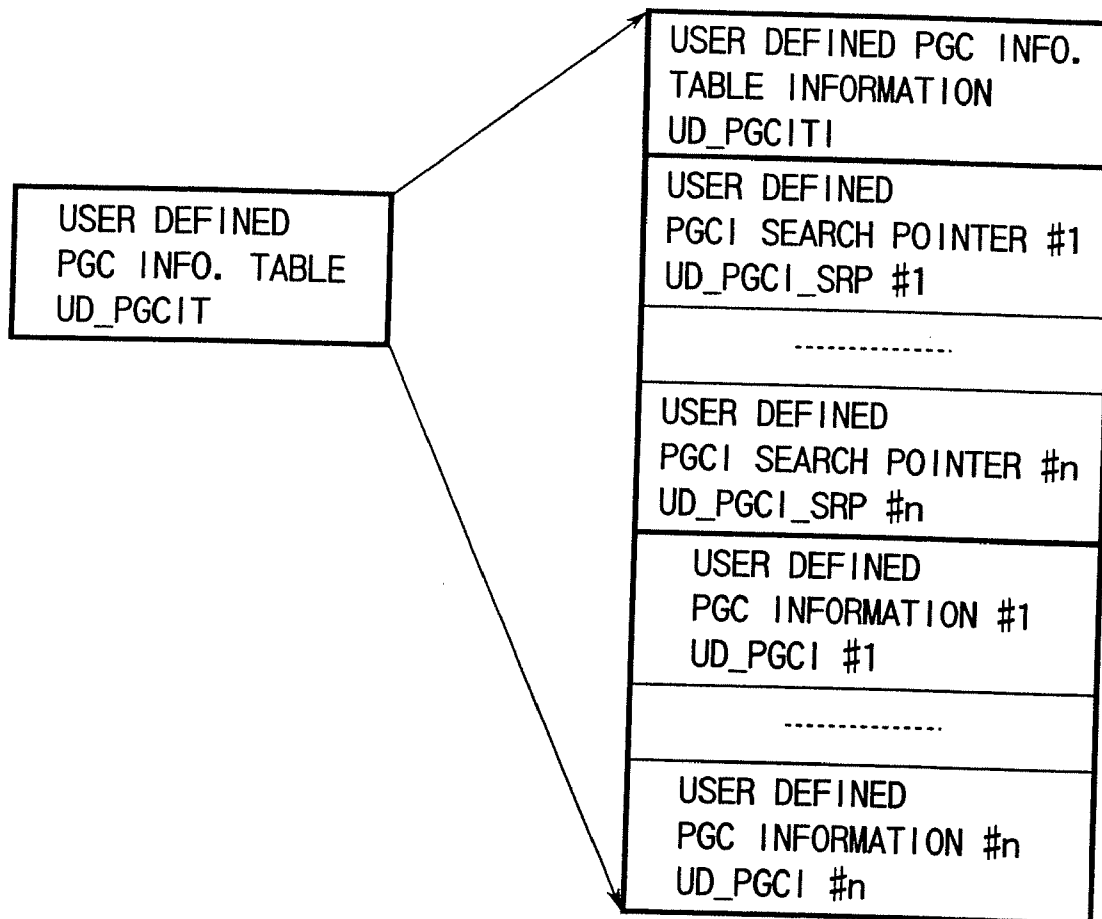 USER DEFINED
PGC INFO. TABLE
UD_PGCIT
USER DEFINED PGC INFO.
TABLE INFORMATION
UD_PGCITI
USER DEFINED
PGCI SEARCH POINTER #1
UD_PGCI_SRP #1
USER DEFINED
PGCI SEARCH POINTER #n
UD_PGCI_SRP #n
USER DEFINED
PGC INFORMATION #1
UD_PGCI #1
USER DEFINED
PGC INFORMATION #n
UD_PGCI #n